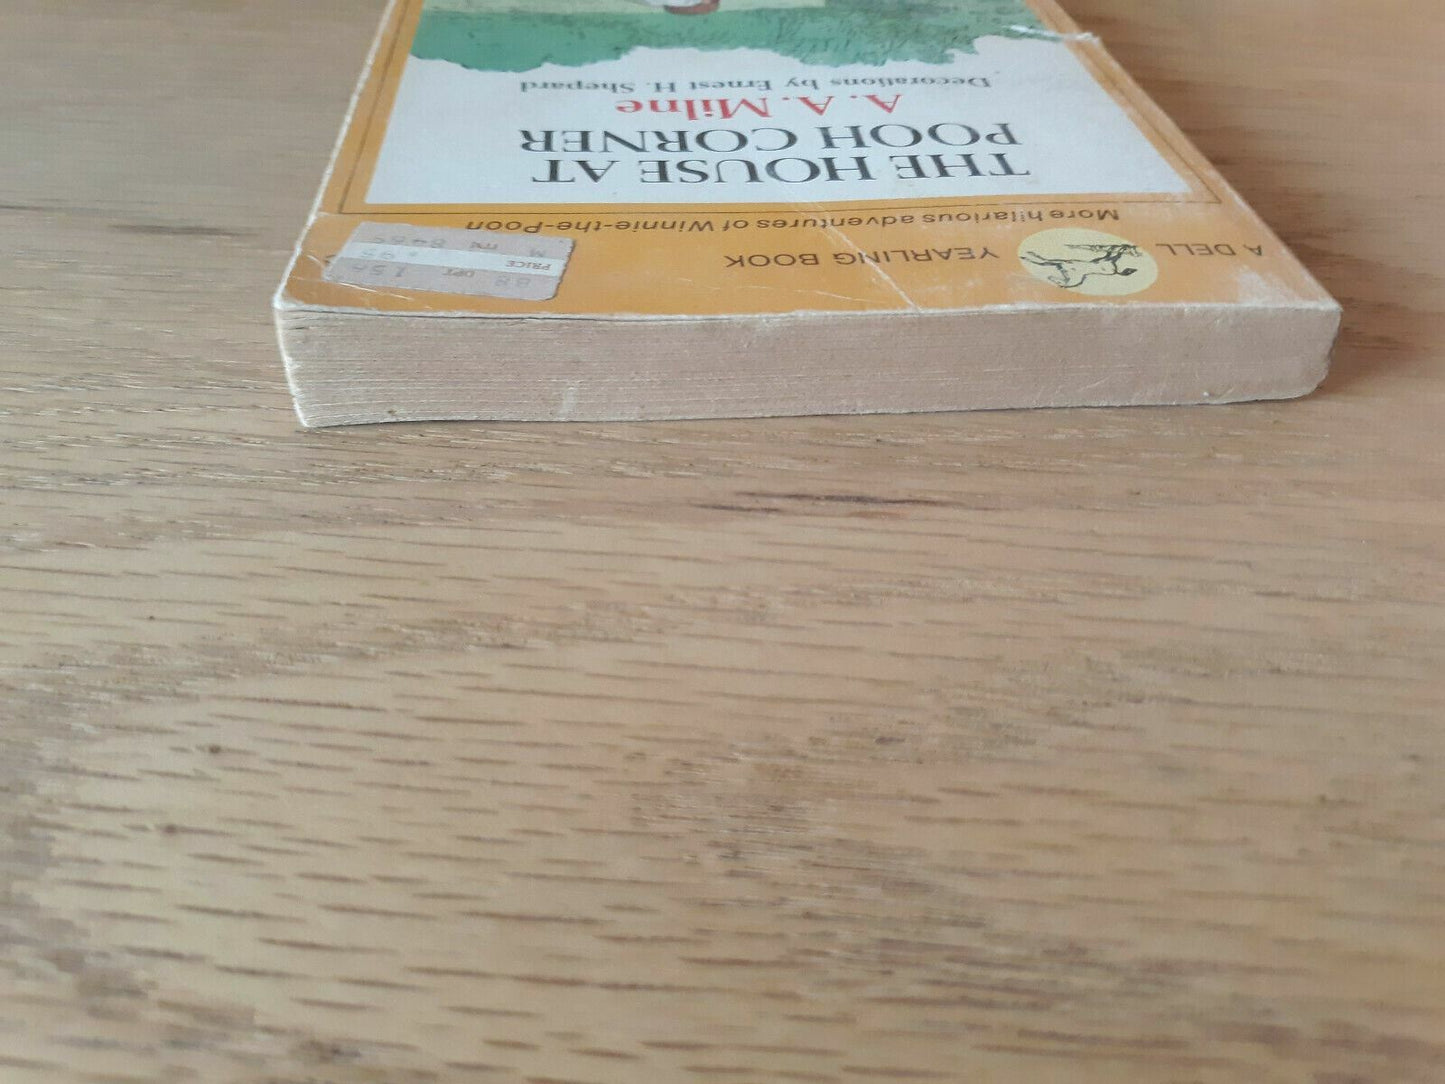 A DELL YEARLING BOOK
More hilarious adventures of Winnie-the-Pooh
THE HOUSE AT
POOH CORNER
A. A. Milne
Decorations by Ernest H. Shepard
DPT PRICE